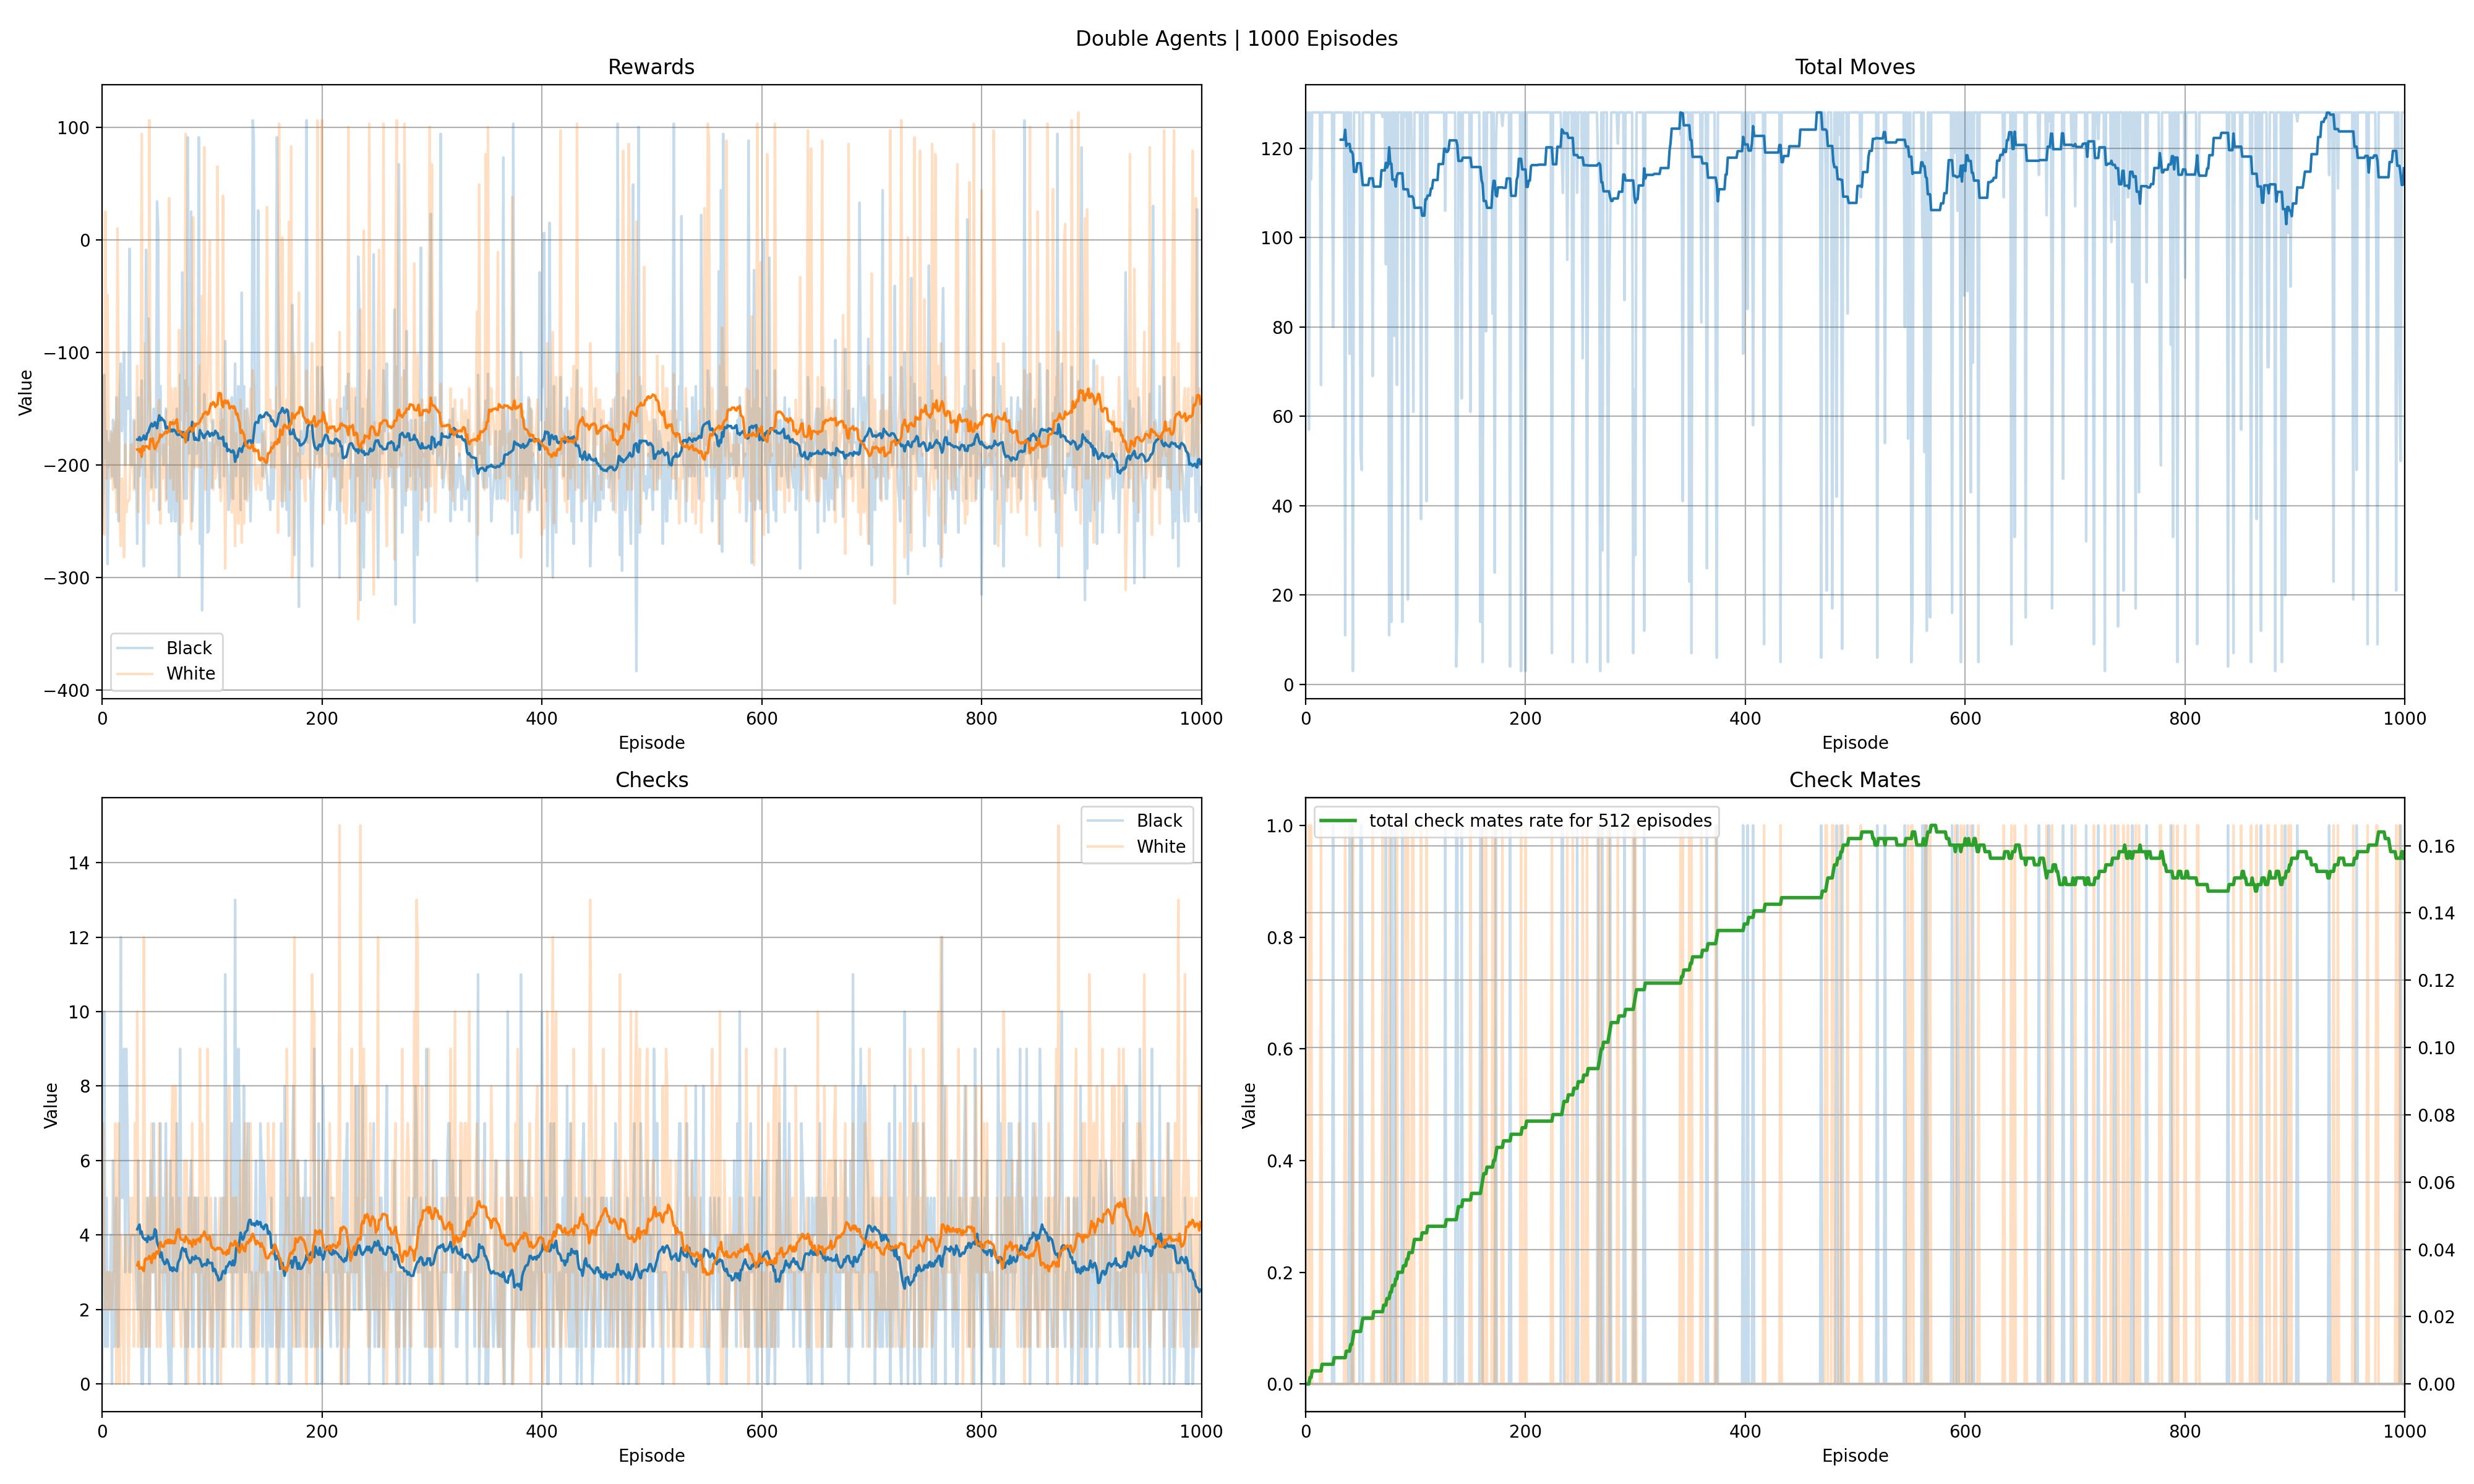 Double Agents | 1000 Episodes
Rewards
100
0
−100
−200
−300
−400
Value
Black
White
0 200 400 600 800 1000
Episode
Total Moves
120
100
80
60
40
20
0
0 200 400 600 800 1000
Episode
Checks
14
12
10
8
6
4
2
0
Value
Black
White
0 200 400 600 800 1000
Episode
Check Mates
1.0
0.8
0.6
0.4
0.2
0.0
Value
total check mates rate for 512 episodes
0.16
0.14
0.12
0.10
0.08
0.06
0.04
0.02
0.00
0 200 400 600 800 1000
Episode